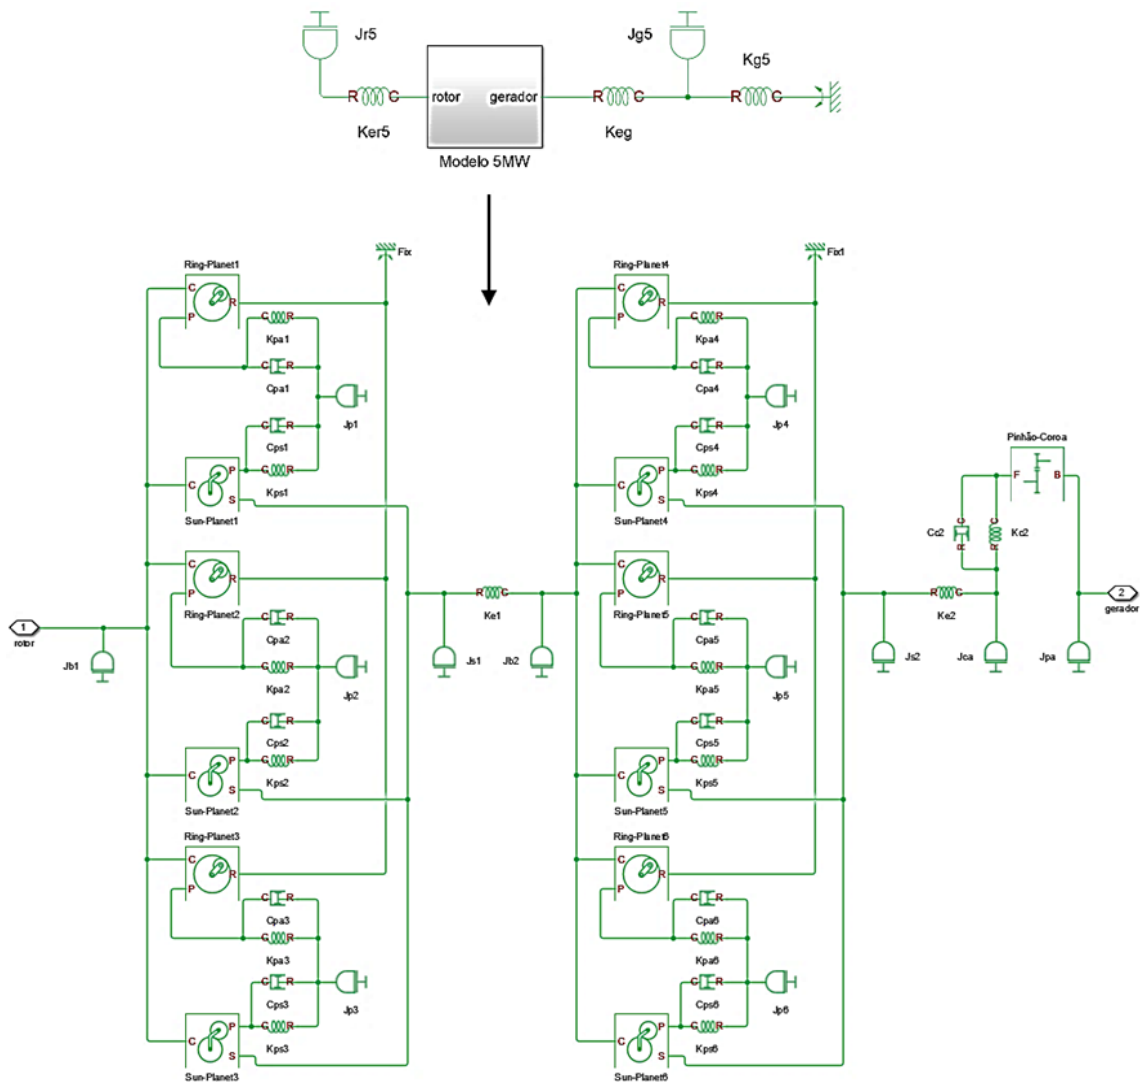 Jr5
Jg5
Kg5
R C
rotor gerador
R C
R C
Ker5
Keg
Modelo 5MW
Fix
Fix1
Ring-Planet1
C
R
P
C R
Kpa1
C R
Cpa1
Jp1
C R
Cps1
P
C R
C
S
Kps1
Sun-Planet1
Ring-Planet2
C
R
P
C R
Cpa2
C R
Kpa2
Jp2
C R
Cps2
P
C R
C
S
Kps2
Sun-Planet2
Ring-Planet3
C
R
P
C R
Cpa3
C R
Kpa3
Jp3
C R
Cps3
P
C R
C
S
Kps3
Sun-Planet3
1
rotor
Jb1
R C
Ke1
Js1
Jb2
Ring-Planet4
C
R
P
C R
Kpa4
C R
Cpa4
Jp4
C R
Cps4
P
C R
C
S
Kps4
Sun-Planet4
Ring-Planet5
C
R
P
C R
Cpa5
C R
Kpa5
Jp5
C R
Cps5
P
C R
C
S
Kps5
Sun-Planet5
Ring-Planet6
C
R
P
C R
Cpa6
C R
Kpa6
Jp6
C R
Cps6
P
C R
C
S
Kps6
Sun-Planet6
Pinhão-Coroa
F B
C C
Cc2 Kc2
R R
R C
Ke2
Js2
Jca
Jpa
2
gerador